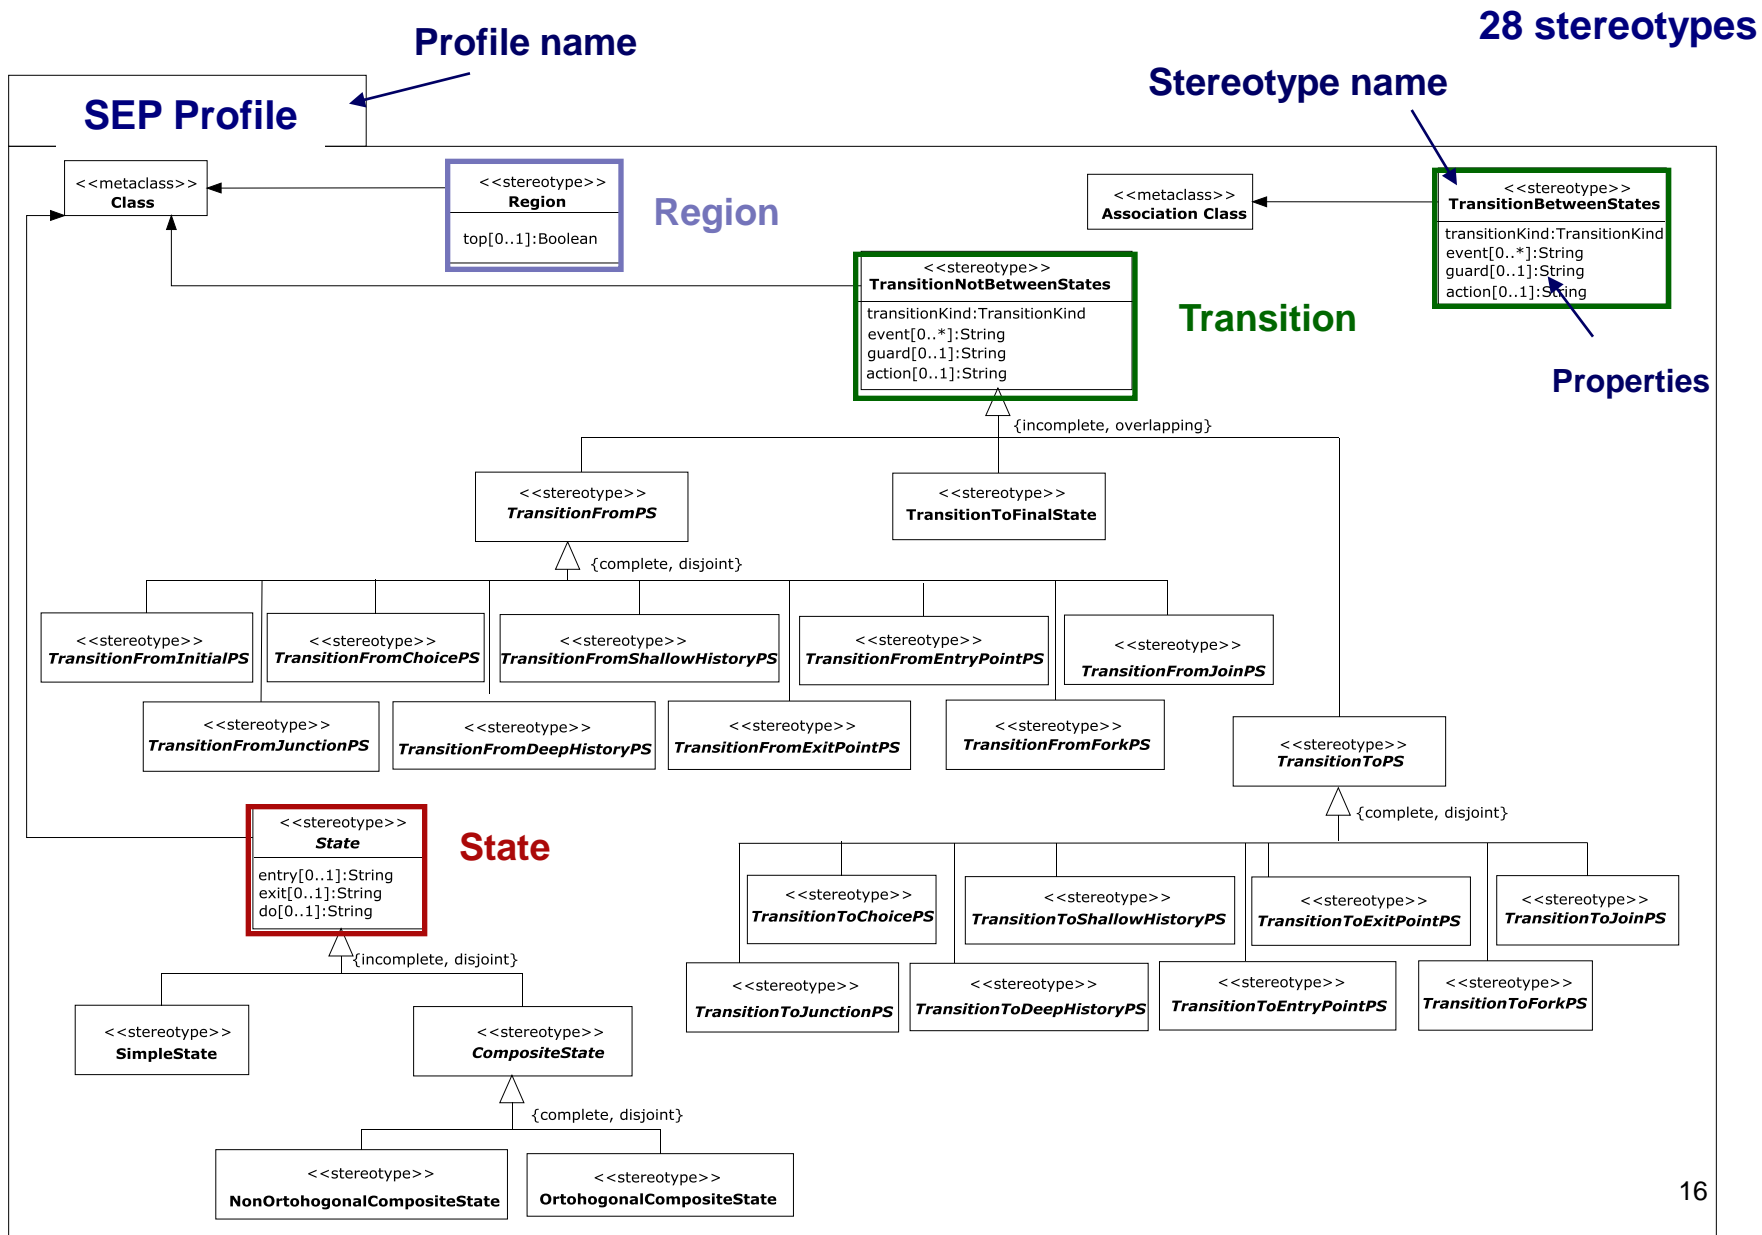 28 stereotypes
Profile name
Stereotype name
SEP Profile
<<metaclass>>
Class
<<stereotype>>
Region
top[0..1]:Boolean
Region
<<metaclass>>
Association Class
<<stereotype>>
TransitionBetweenStates
transitionKind:TransitionKind
event[0..*]:String
guard[0..1]:String
action[0..1]:String
<<stereotype>>
TransitionNotBetweenStates
transitionKind:TransitionKind
event[0..*]:String
guard[0..1]:String
action[0..1]:String
Transition
Properties
{incomplete, overlapping}
<<stereotype>>
TransitionFromPS
<<stereotype>>
TransitionToFinalState
{complete, disjoint}
<<stereotype>>
TransitionFromInitialPS
<<stereotype>>
TransitionFromChoicePS
<<stereotype>>
TransitionFromShallowHistoryPS
<<stereotype>>
TransitionFromEntryPointPS
<<stereotype>>
TransitionFromJoinPS
<<stereotype>>
TransitionFromJunctionPS
<<stereotype>>
TransitionFromDeepHistoryPS
<<stereotype>>
TransitionFromExitPointPS
<<stereotype>>
TransitionFromForkPS
<<stereotype>>
TransitionToPS
{complete, disjoint}
<<stereotype>>
State
entry[0..1]:String
exit[0..1]:String
do[0..1]:String
State
<<stereotype>>
TransitionToChoicePS
<<stereotype>>
TransitionToShallowHistoryPS
<<stereotype>>
TransitionToExitPointPS
<<stereotype>>
TransitionToJoinPS
{incomplete, disjoint}
<<stereotype>>
TransitionToJunctionPS
<<stereotype>>
TransitionToDeepHistoryPS
<<stereotype>>
TransitionToEntryPointPS
<<stereotype>>
TransitionToForkPS
<<stereotype>>
SimpleState
<<stereotype>>
CompositeState
{complete, disjoint}
<<stereotype>>
NonOrtohogonalCompositeState
<<stereotype>>
OrtohogonalCompositeState
16